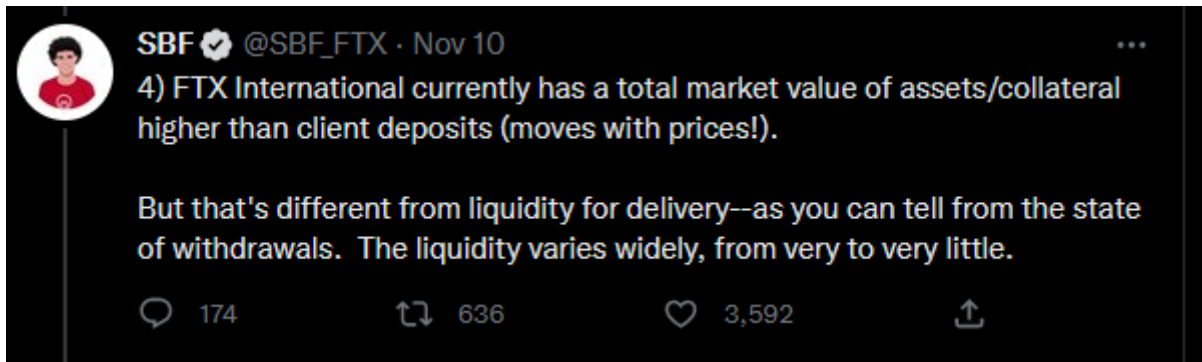 SBF @SBF_FTX · Nov 10
4) FTX International currently has a total market value of assets/collateral
higher than client deposits (moves with prices!).
But that's different from liquidity for delivery--as you can tell from the state
of withdrawals.  The liquidity varies widely, from very to very little.
174 636 3,592